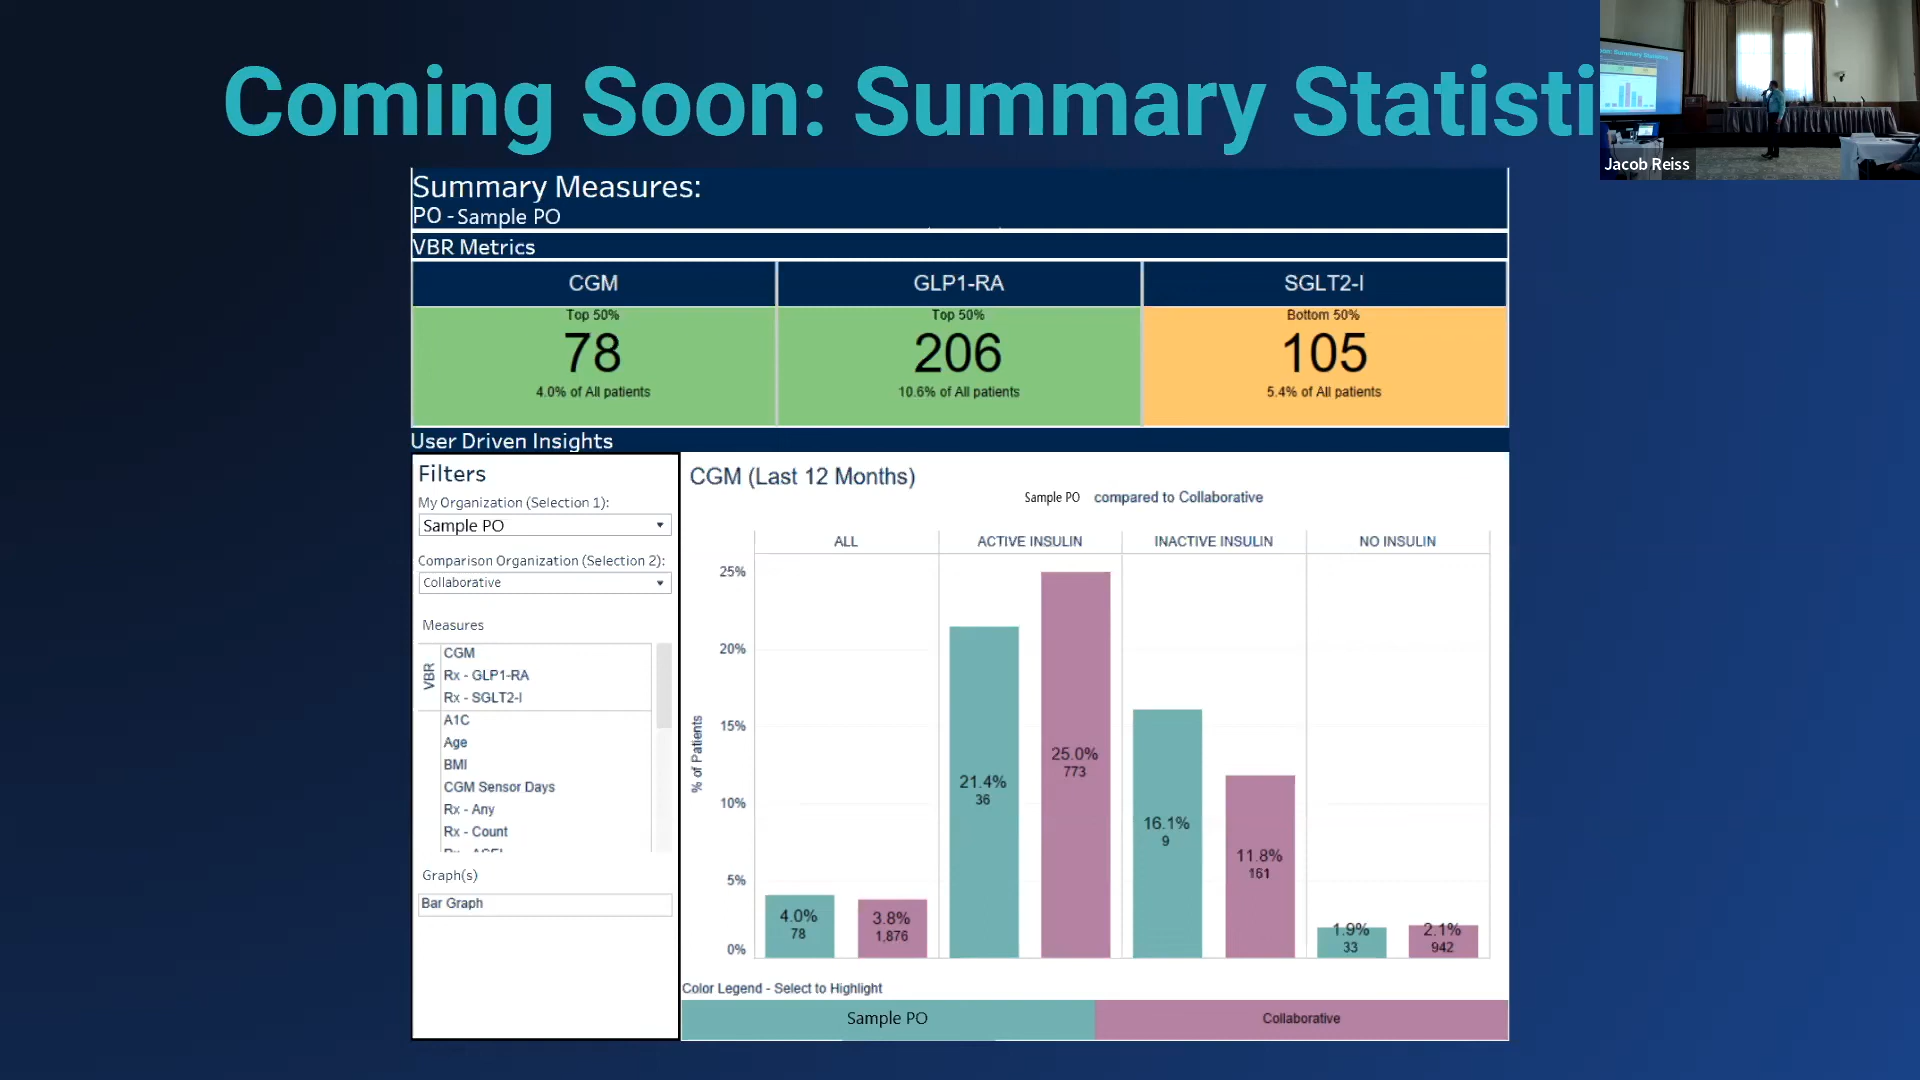 Coming Soon: Summary Statisti
Jacob Reiss
Summary Measures:
PO - Sample PO
VBR Metrics
CGM
GLP1-RA
SGLT2-I
Top 50%
Top 50%
Bottom 50%
78
206
105
4.0% of All patients
10.6% of All patients
5.4% of All patients
User Driven Insights
Filters
My Organization (Selection 1):
Sample PO
Comparison Organization (Selection 2):
Collaborative
Measures
VBR
CGM
Rx - GLP1-RA
Rx - SGLT2-I
A1C
Age
BMI
CGM Sensor Days
Rx - Any
Rx - Count
Graph(s)
Bar Graph
CGM (Last 12 Months)
Sample PO compared to Collaborative
ALL
ACTIVE INSULIN
INACTIVE INSULIN
NO INSULIN
% of Patients
25%
20%
15%
10%
5%
0%
4.0%
78
3.8%
1,876
21.4%
36
25.0%
773
16.1%
9
11.8%
161
1.9%
33
2.1%
942
Color Legend - Select to Highlight
Sample PO
Collaborative